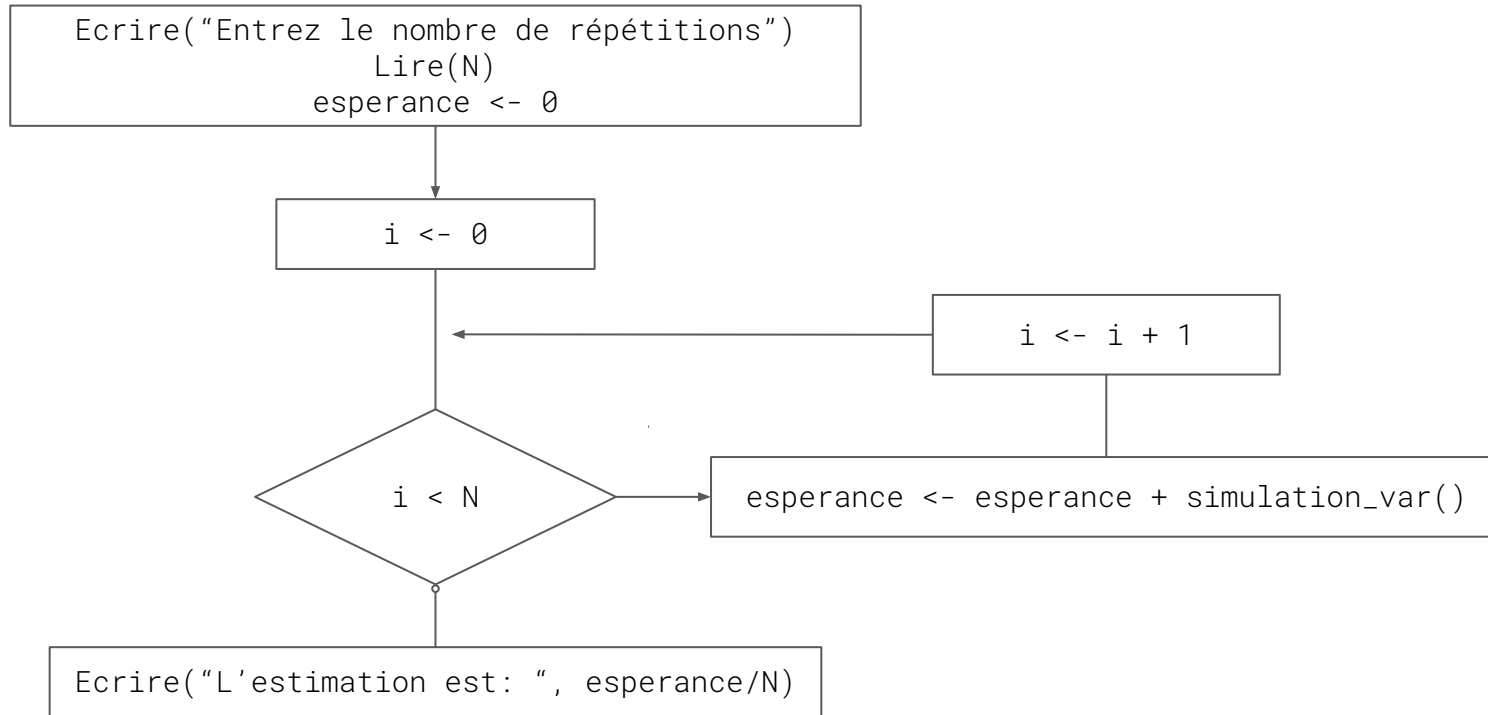 Ecrire(“Entrez le nombre de répétitions”)
Lire(N)
esperance <- 0
i <- 0
i <- i + 1
i < N
esperance <- esperance + simulation_var()
Ecrire(“L’estimation est: “, esperance/N)